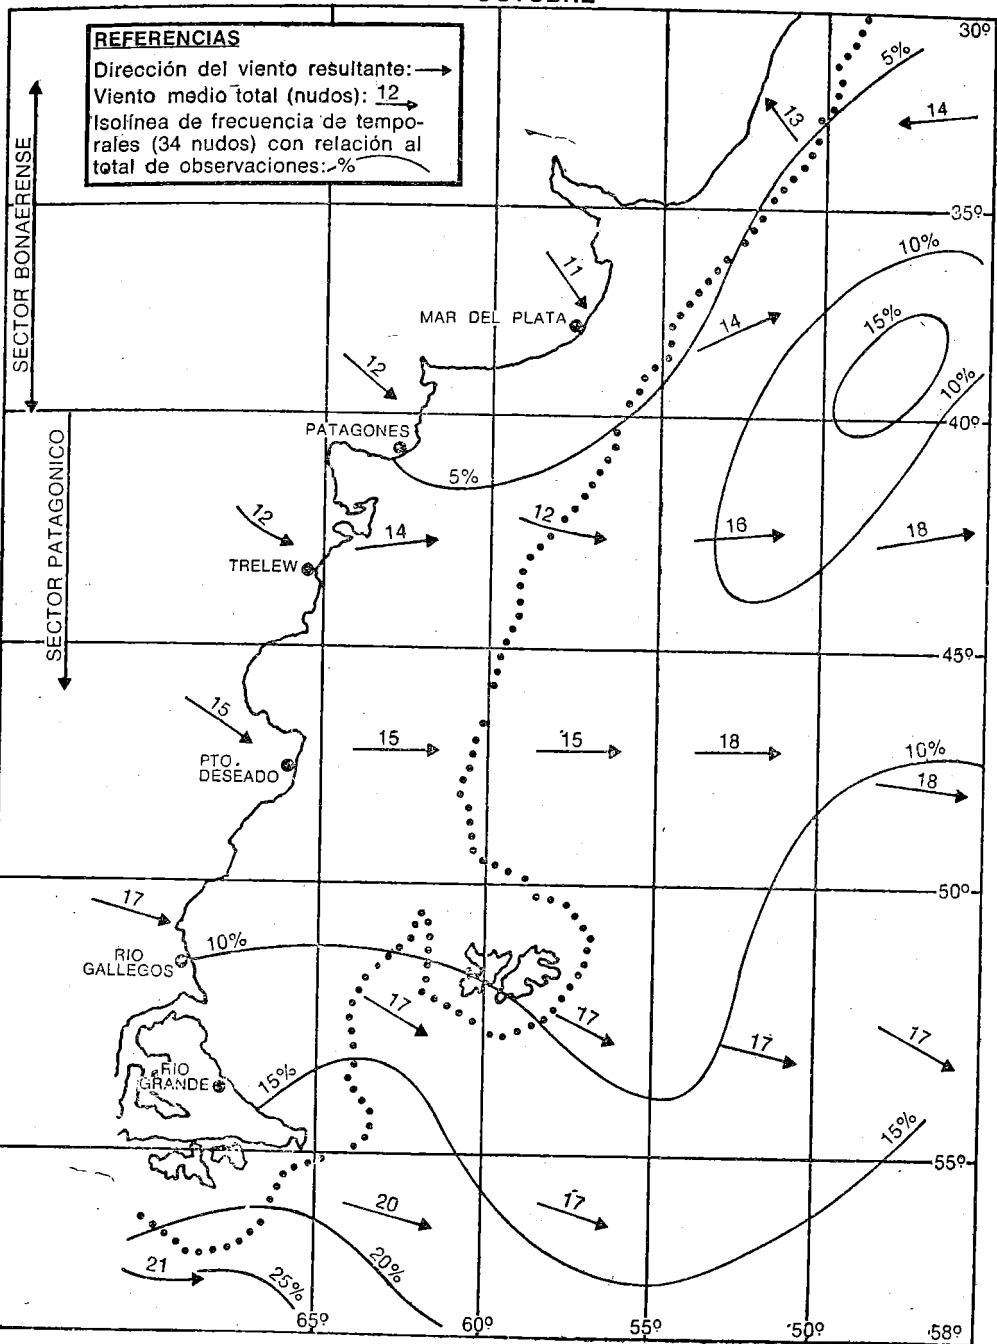 REFERENCIAS
Dirección del viento resultante:
Viento medio total (nudos): 12
Isolínea de frecuencia de tempo-
rales (34 nudos) con relación al
total de observaciones: %
30º
5%
14
13
SECTOR BONAERENSE
35º
10%
11
MAR DEL PLATA
15%
14
12
10%
PATAGONES
40º
5%
SECTOR PATAGONICO
12
14
12
16
18
TRELEW
45º
15
15
15
18
10%
18
PTO.
DESEADO
50º
17
10%
RIO
GALLEGOS
17
17
17
17
RIO
GRANDE
15%
15%
55º
20
17
21
25%
20%
65º
60º
55º
50º
58º